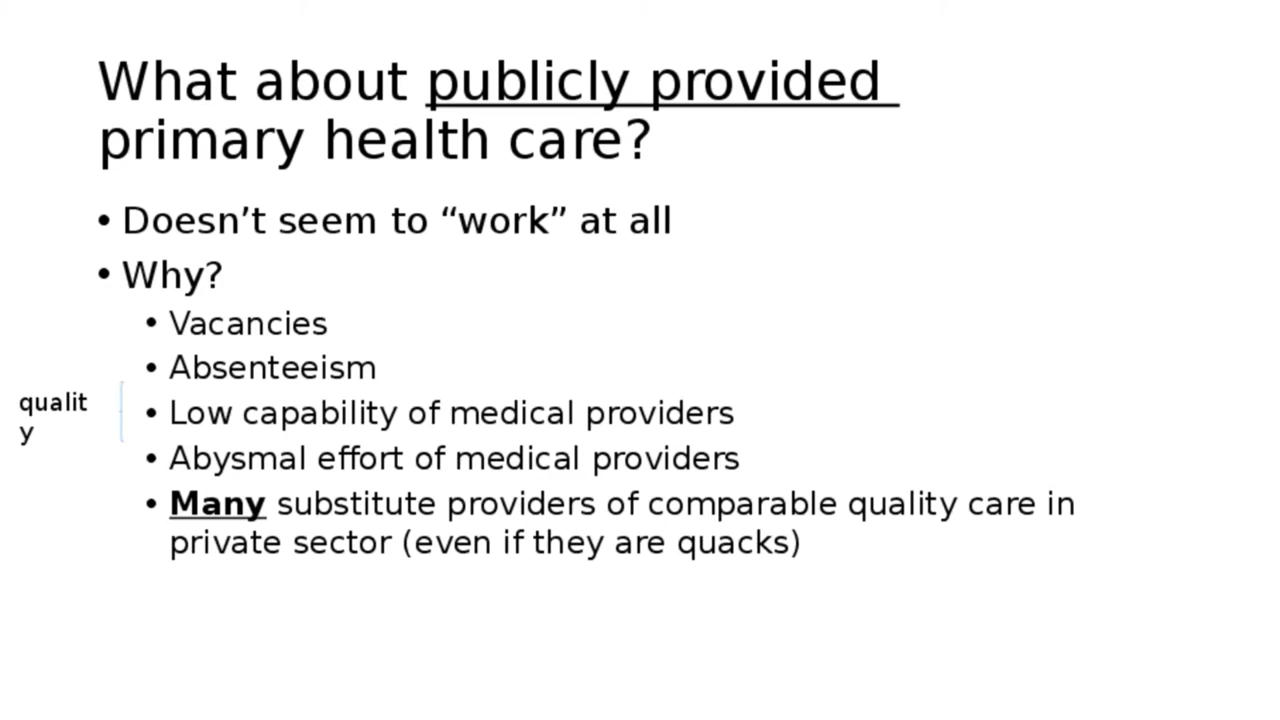 What about publicly provided
primary health care?
• Doesn’t seem to “work” at all
• Why?
• Vacancies
• Absenteeism
qualit
y
• Low capability of medical providers
• Abysmal effort of medical providers
• Many substitute providers of comparable quality care in
private sector (even if they are quacks)